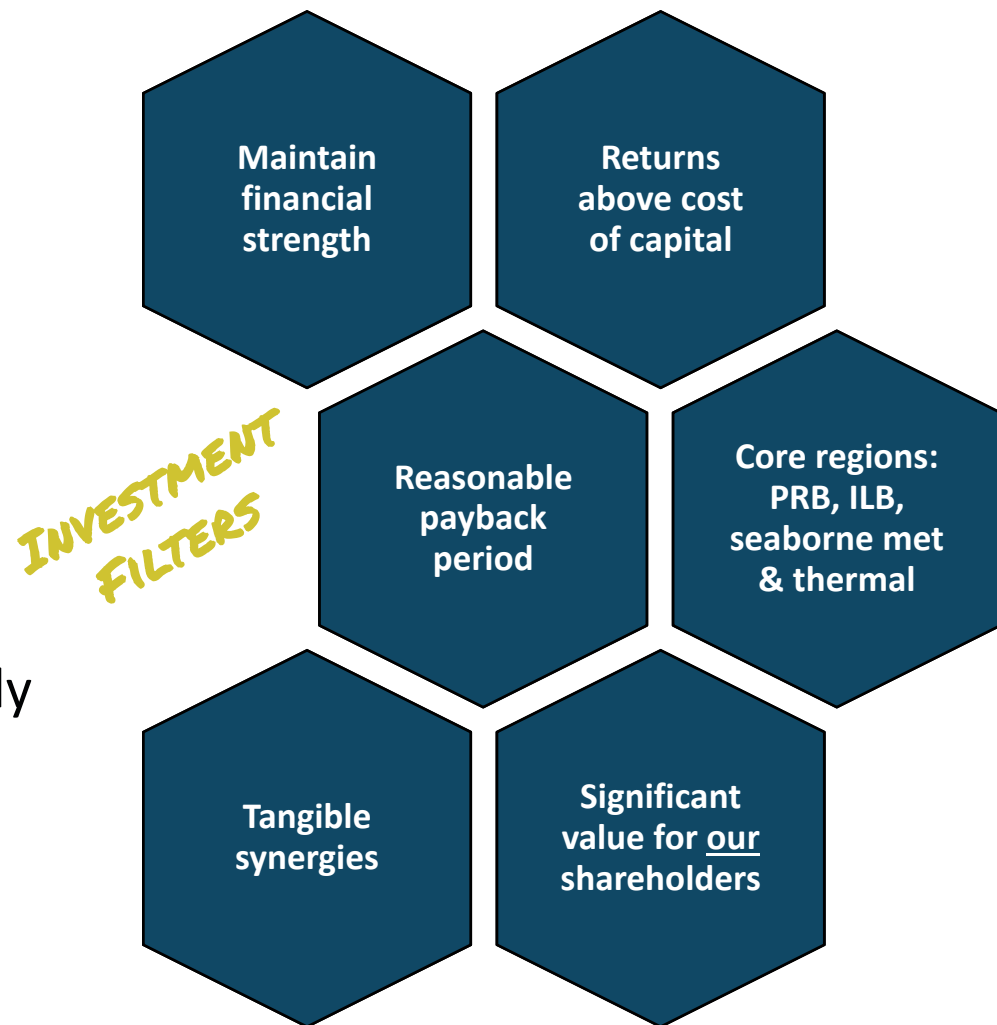 Maintain
financial
strength
Returns
above cost
of capital
INVESTMENT
FILTERS
Reasonable
payback
period
Core regions:
PRB, ILB,
seaborne met
& thermal
ly
Tangible
synergies
Significant
value for our
shareholders